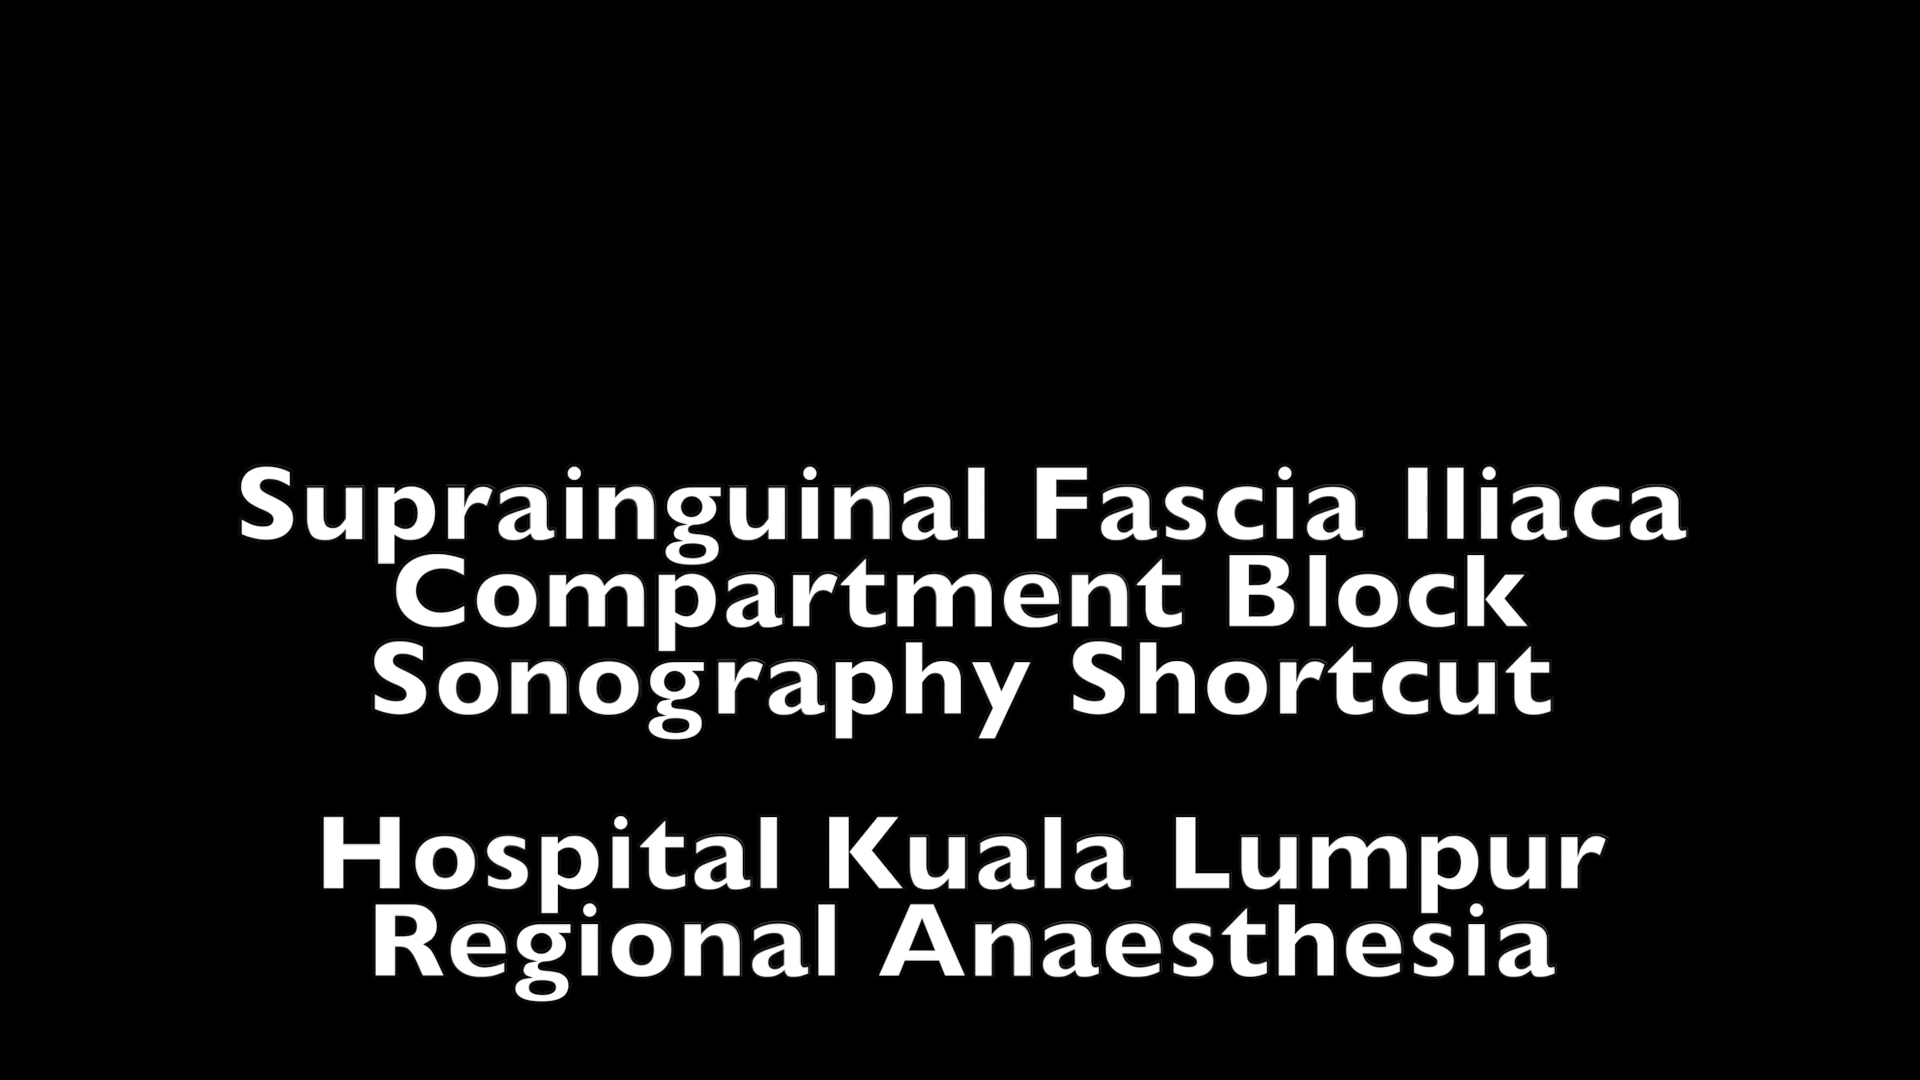 Suprainguinal Fascia Iliaca
Compartment Block
Sonography Shortcut
Hospital Kuala Lumpur
Regional Anaesthesia